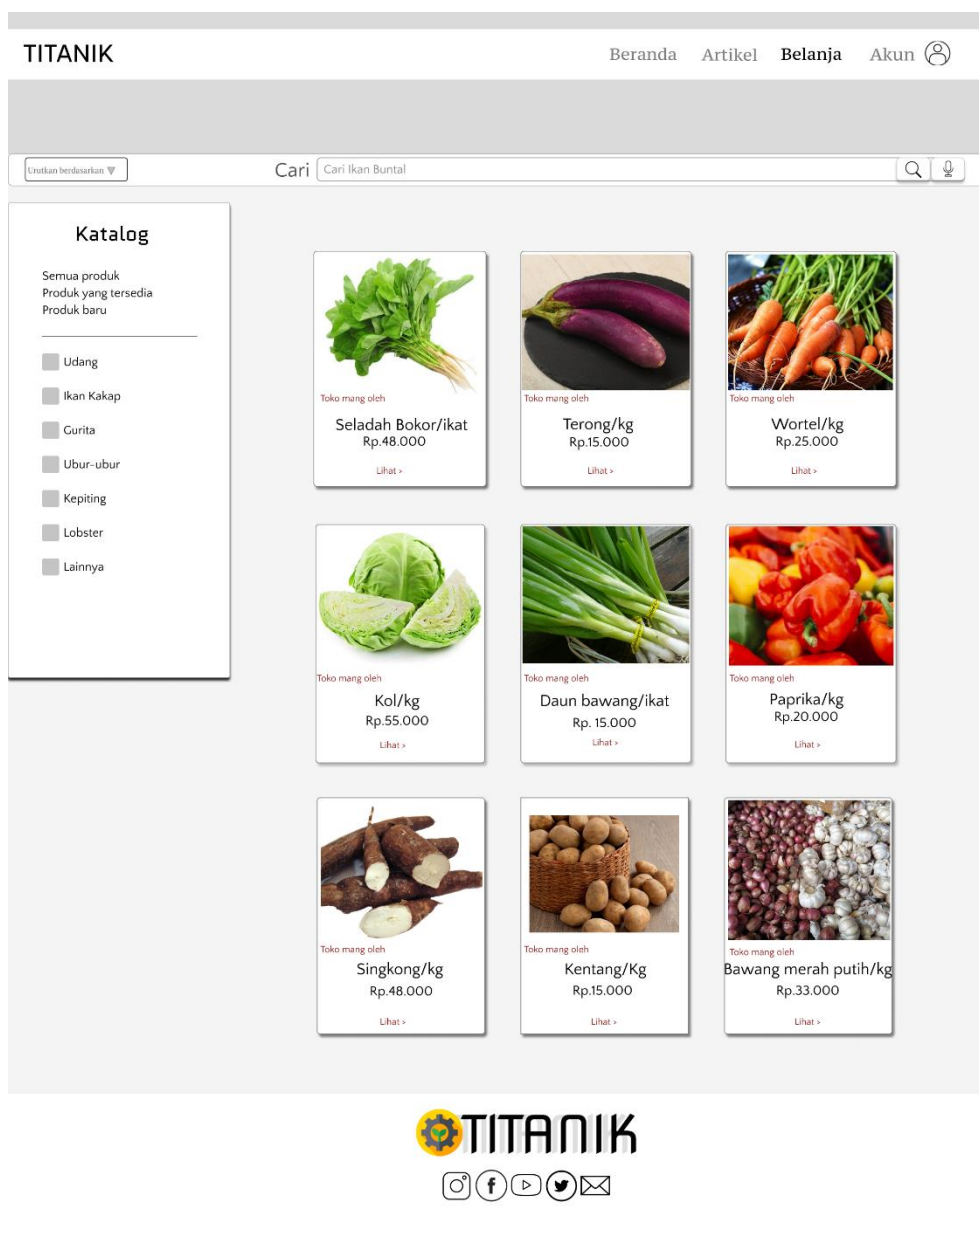 TITANIK
Beranda Artikel Belanja Akun
Urutkan berdasarkan
Cari
Cari Ikan Buntal
Katalog
Semua produk
Produk yang tersedia
Produk baru
Udang
Ikan Kakap
Gurita
Ubur-ubur
Kepiting
Lobster
Lainnya
Toko mang oleh
Seladah Bokor/ikat
Rp.48.000
Lihat >
Toko mang oleh
Terong/kg
Rp.15.000
Lihat >
Toko mang oleh
Wortel/kg
Rp.25.000
Lihat >
Toko mang oleh
Kol/kg
Rp.55.000
Lihat >
Toko mang oleh
Daun bawang/ikat
Rp. 15.000
Lihat >
Toko mang oleh
Paprika/kg
Rp.20.000
Lihat >
Toko mang oleh
Singkong/kg
Rp.48.000
Lihat >
Toko mang oleh
Kentang/Kg
Rp.15.000
Lihat >
Toko mang oleh
Bawang merah putih/kg
Rp.33.000
Lihat >
TITANIK